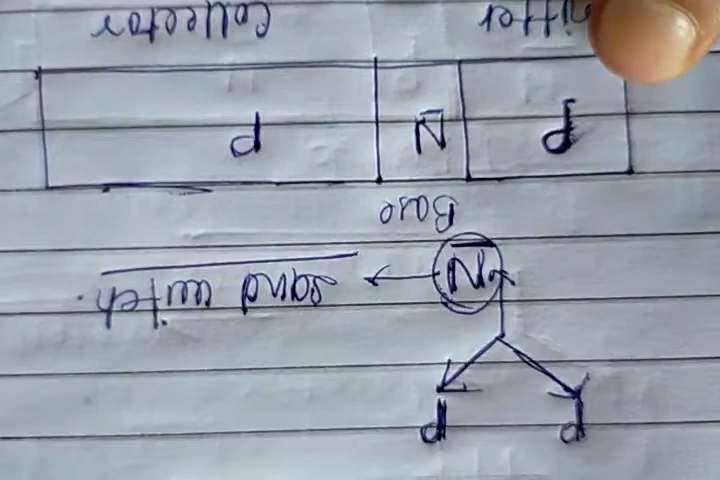 P P
N → Sand witch.
Base
P N P
itter Collector